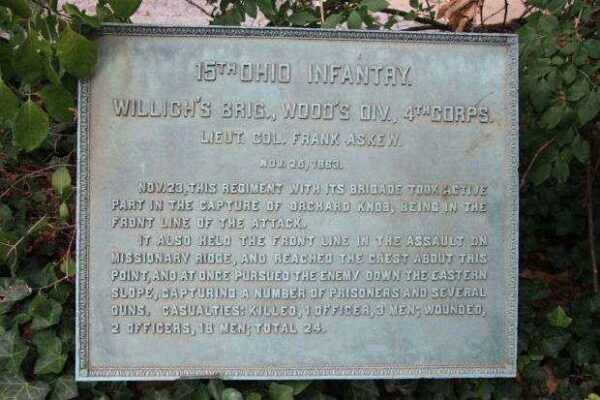 15TH OHIO INFANTRY.
WILLICH'S BRIG., WOOD'S DIV., 4TH CORPS.
LIEUT. COL. FRANK ASKEW.
NOV. 25, 1863.
NOV. 23, THIS REGIMENT WITH ITS BRIGADE TOOK ACTIVE
PART IN THE CAPTURE OF ORCHARD KNOB, BEING IN THE
FRONT LINE OF THE ATTACK.
IT ALSO HELD THE FRONT LINE IN THE ASSAULT ON
MISSIONARY RIDGE, AND REACHED THE CREST ABOUT THIS
POINT, AND AT ONCE PURSUED THE ENEMY DOWN THE EASTERN
SLOPE, CAPTURING A NUMBER OF PRISONERS AND SEVERAL
GUNS. CASUALTIES: KILLED, 1 OFFICER, 3 MEN; WOUNDED,
2 OFFICERS, 18 MEN; TOTAL 24.